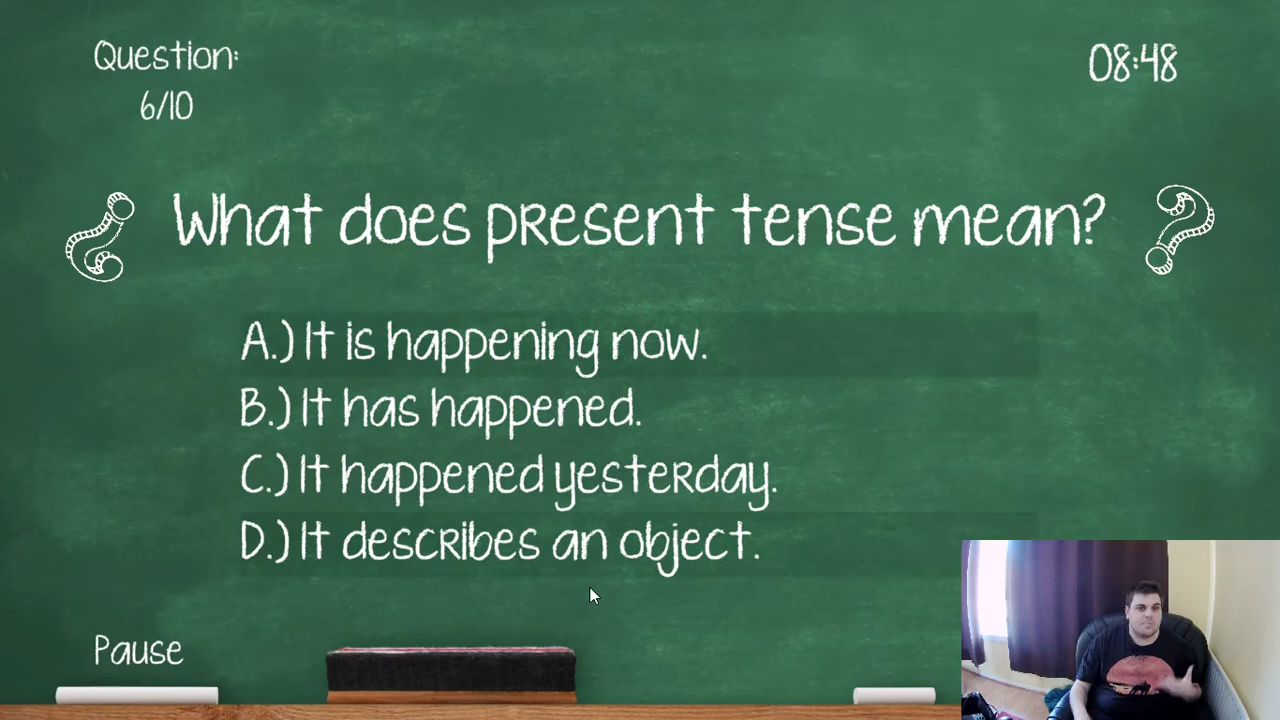 Question:
6/10
08:48
What does present tense mean?
A.) It is happening now.
B.) It has happened.
C.) It happened yesterday.
D.) It describes an object.
Pause